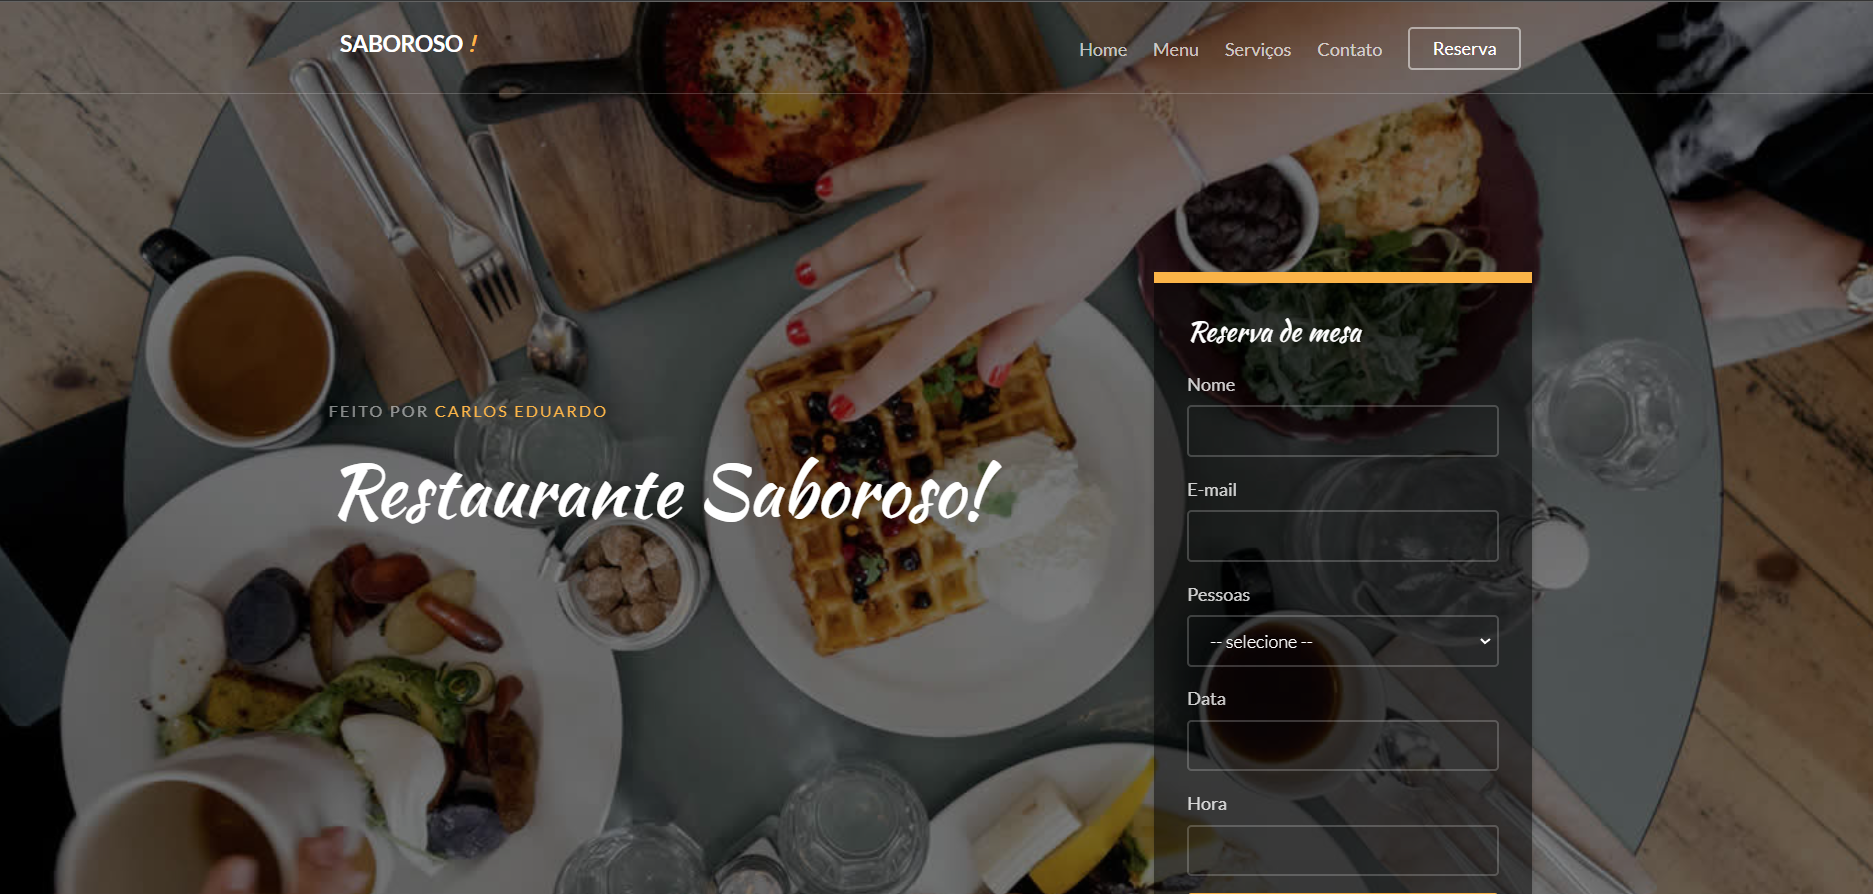 SABOROSO !
Home Menu Serviços Contato Reserva
FEITO POR CARLOS EDUARDO
Restaurante Saboroso!
Reserva de mesa
Nome
E-mail
Pessoas
-- selecione --
Data
Hora